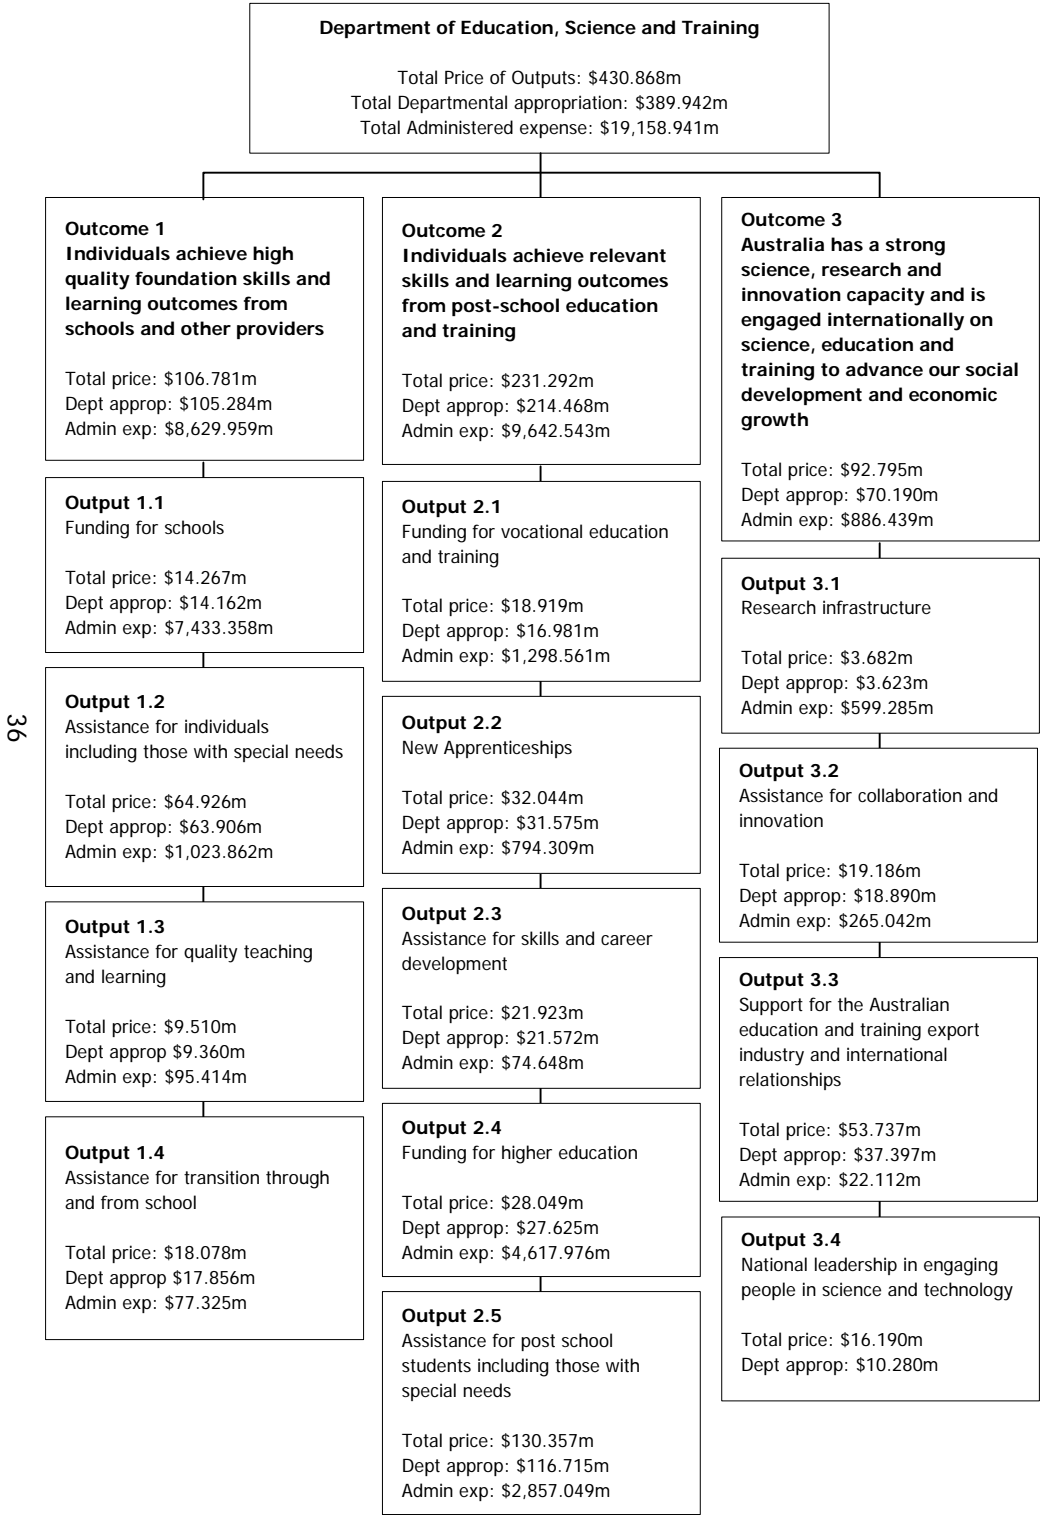 Department of Education, Science and Training
Total Price of Outputs: $430.868m
Total Departmental appropriation: $389.942m
Total Administered expense: $19,158.941m
Outcome 1
Individuals achieve high
quality foundation skills and
learning outcomes from
schools and other providers
Total price: $106.781m
Dept approp: $105.284m
Admin exp: $8,629.959m
Output 1.1
Funding for schools
Total price: $14.267m
Dept approp: $14.162m
Admin exp: $7,433.358m
Output 1.2
Assistance for individuals
including those with special needs
Total price: $64.926m
Dept approp: $63.906m
Admin exp: $1,023.862m
Output 1.3
Assistance for quality teaching
and learning
Total price: $9.510m
Dept approp $9.360m
Admin exp: $95.414m
Output 1.4
Assistance for transition through
and from school
Total price: $18.078m
Dept approp $17.856m
Admin exp: $77.325m
Outcome 2
Individuals achieve relevant
skills and learning outcomes
from post-school education
and training
Total price: $231.292m
Dept approp: $214.468m
Admin exp: $9,642.543m
Output 2.1
Funding for vocational education
and training
Total price: $18.919m
Dept approp: $16.981m
Admin exp: $1,298.561m
Output 2.2
New Apprenticeships
Total price: $32.044m
Dept approp: $31.575m
Admin exp: $794.309m
Output 2.3
Assistance for skills and career
development
Total price: $21.923m
Dept approp: $21.572m
Admin exp: $74.648m
Output 2.4
Funding for higher education
Total price: $28.049m
Dept approp: $27.625m
Admin exp: $4,617.976m
Output 2.5
Assistance for post school
students including those with
special needs
Total price: $130.357m
Dept approp: $116.715m
Admin exp: $2,857.049m
Outcome 3
Australia has a strong
science, research and
innovation capacity and is
engaged internationally on
science, education and
training to advance our social
development and economic
growth
Total price: $92.795m
Dept approp: $70.190m
Admin exp: $886.439m
Output 3.1
Research infrastructure
Total price: $3.682m
Dept approp: $3.623m
Admin exp: $599.285m
Output 3.2
Assistance for collaboration and
innovation
Total price: $19.186m
Dept approp: $18.890m
Admin exp: $265.042m
Output 3.3
Support for the Australian
education and training export
industry and international
relationships
Total price: $53.737m
Dept approp: $37.397m
Admin exp: $22.112m
Output 3.4
National leadership in engaging
people in science and technology
Total price: $16.190m
Dept approp: $10.280m
36